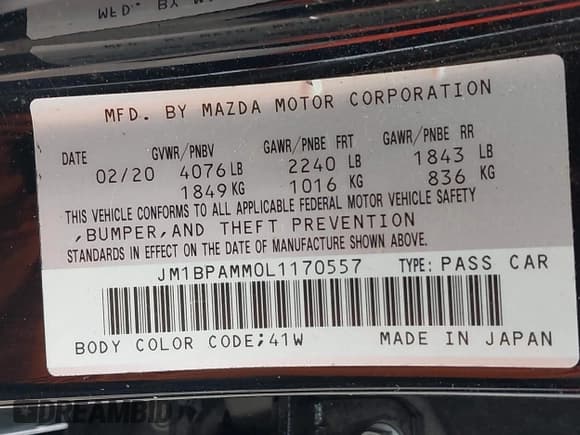 MFD. BY MAZDA MOTOR CORPORATION
DATE GVWR/PNBV GAWR/PNBE FRT GAWR/PNBE RR
02/20 4076 LB 2240 LB 1843 LB
1849 KG 1016 KG 836 KG
THIS VEHICLE CONFORMS TO ALL APPLICABLE FEDERAL MOTOR VEHICLE SAFETY
,BUMPER,AND THEFT PREVENTION
STANDARDS IN EFFECT ON THE DATE OF MANUFACTURE SHOWN ABOVE.
JM1BPAMM0L1170557 TYPE: PASS CAR
BODY COLOR CODE;41W MADE IN JAPAN
DREAMBID